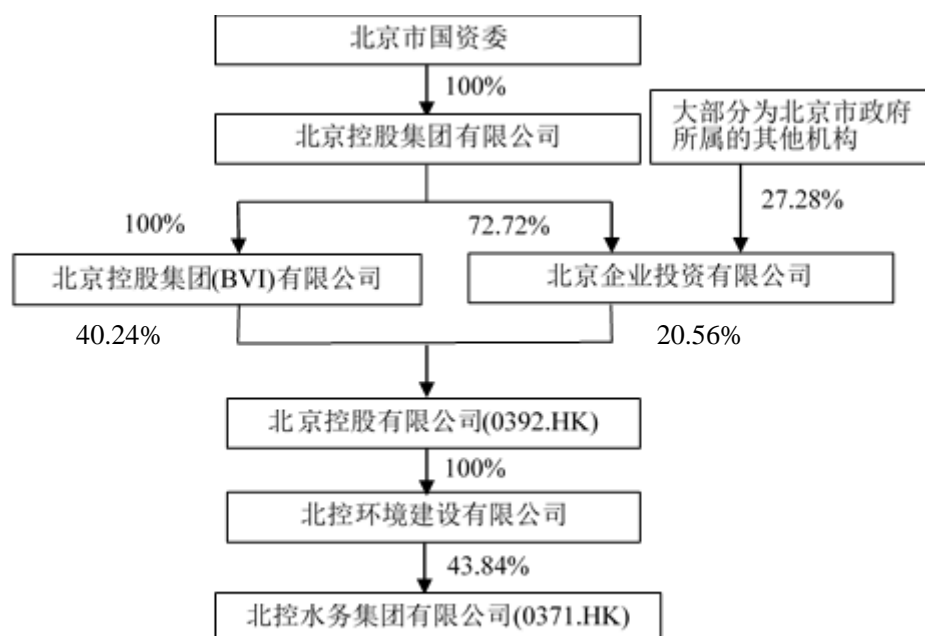 北京市国资委
100%
北京控股集团有限公司
大部分为北京市政府
所属的其他机构
100%
72.72%
27.28%
北京控股集团(BVI)有限公司
北京企业投资有限公司
40.24%
20.56%
北京控股有限公司(0392.HK)
100%
北控环境建设有限公司
43.84%
北控水务集团有限公司(0371.HK)